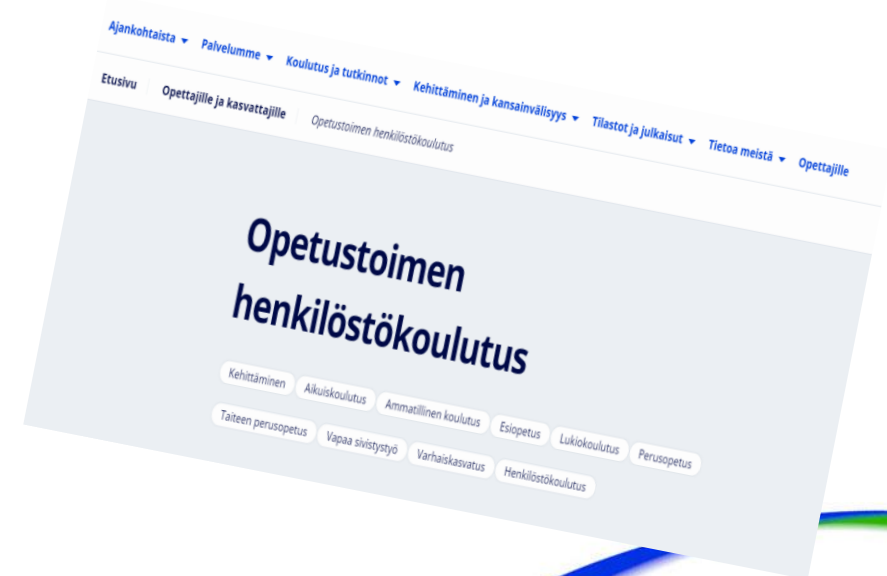 Ajankohtaista Palvelumme Koulutus ja tutkinnot Kehittäminen ja kansainvälisyys Tilastot ja julkaisut Tietoa meistä Opettajille
Etusivu Opettajille ja kasvattajille Opetustoimen henkilöstökoulutus
Opetustoimen
henkilöstökoulutus
Kehittäminen Aikuiskoulutus Ammatillinen koulutus Esiopetus Lukiokoulutus Perusopetus
Taiteen perusopetus Vapaa sivistystyö Varhaiskasvatus Henkilöstökoulutus